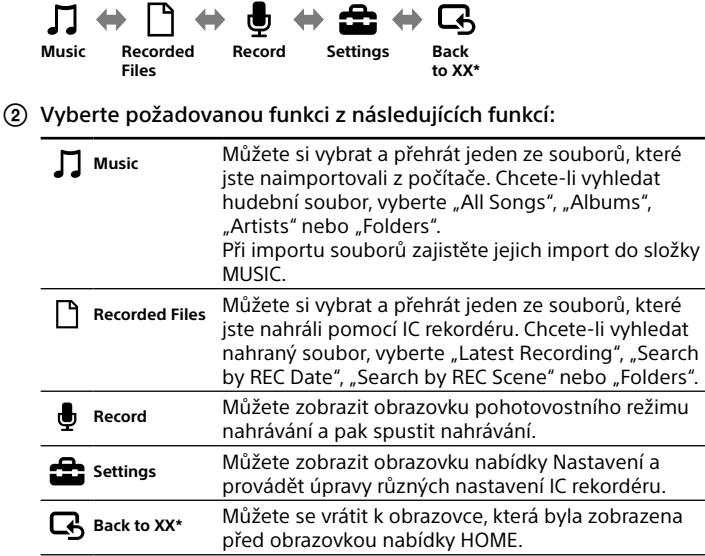 Music Recorded Files Record Settings Back to XX*
② Vyberte požadovanou funkci z následujících funkcí:
Music
Můžete si vybrat a přehrát jeden ze souborů, které
jste naimportovali z počítače. Chcete-li vyhledat
hudební soubor, vyberte „All Songs“, „Albums“,
„Artists“ nebo „Folders“.
Při importu souborů zajistěte jejich import do složky
MUSIC.
Recorded Files
Můžete si vybrat a přehrát jeden ze souborů, které
jste nahráli pomocí IC rekordéru. Chcete-li vyhledat
nahraný soubor, vyberte „Latest Recording“, „Search
by REC Date“, „Search by REC Scene“ nebo „Folders“.
Record
Můžete zobrazit obrazovku pohotovostního režimu
nahrávání a pak spustit nahrávání.
Settings
Můžete zobrazit obrazovku nabídky Nastavení a
provádět úpravy různých nastavení IC rekordéru.
Back to XX*
Můžete se vrátit k obrazovce, která byla zobrazena
před obrazovkou nabídky HOME.